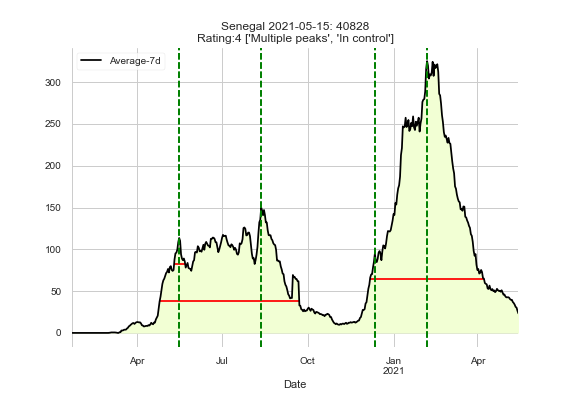 Senegal 2021-05-15: 40828
Rating:4 ['Multiple peaks', 'In control']
Average-7d
300
250
200
150
100
50
0
Apr
Jul
Oct
Jan
2021
Apr
Date